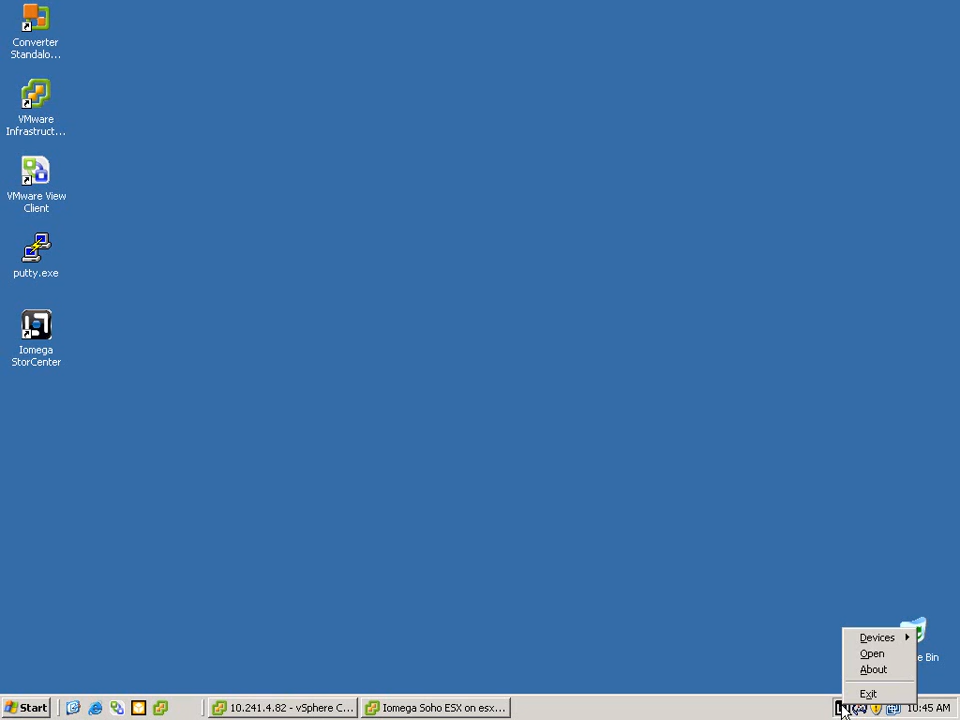 Converter
Standalo...
VMware
Infrastruct...
VMware View
Client
putty.exe
Iomega
StorCenter
e Bin
Devices
Open
About
Exit
Start
10.241.4.82 - vSphere C...
Iomega Soho ESX on esx...
10:45 AM